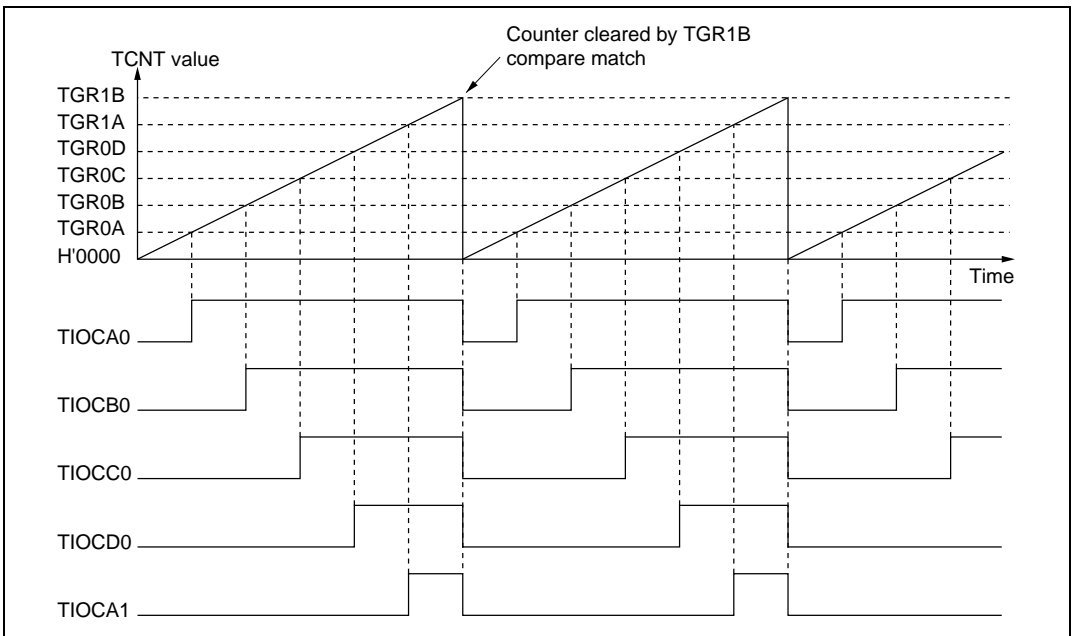 Counter cleared by TGR1B
compare match
TCNT value
TGR1B
TGR1A
TGR0D
TGR0C
TGR0B
TGR0A
H'0000
Time
TIOCA0
TIOCB0
TIOCC0
TIOCD0
TIOCA1